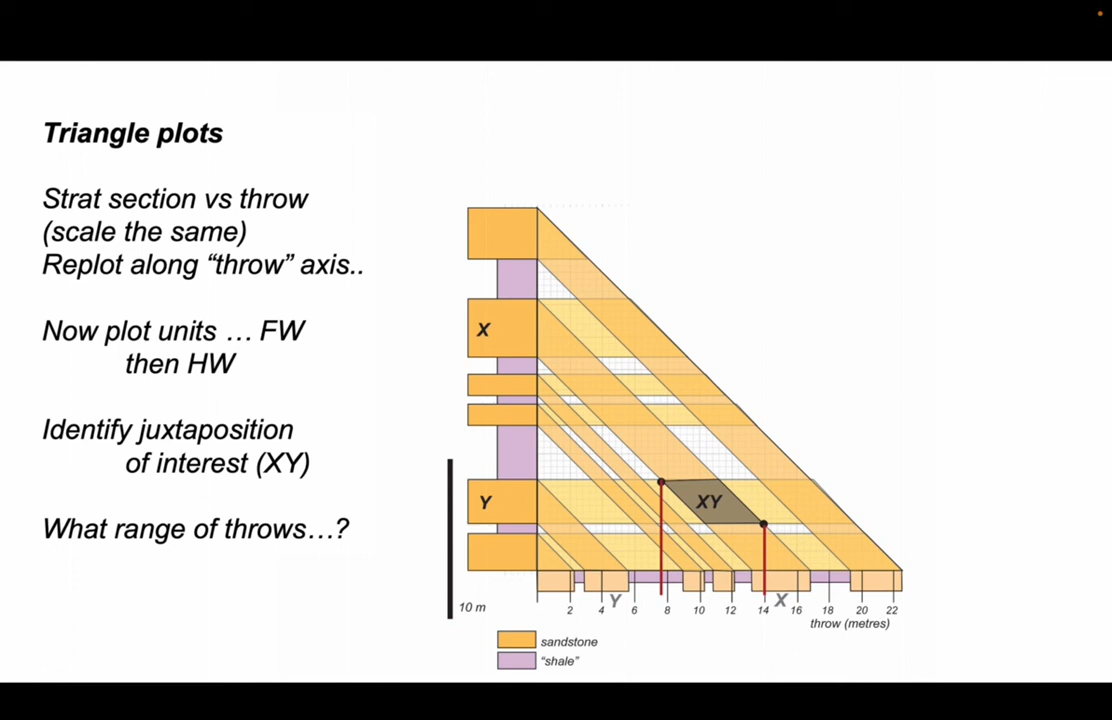 Triangle plots
Strat section vs throw
(scale the same)
Replot along “throw” axis..
Now plot units … FW
then HW
Identify juxtaposition
of interest (XY)
What range of throws…?
X
Y
XY
10 m
2 4 Y 6 8 10 12 14 X 16 18 20 22
throw (metres)
sandstone
“shale”